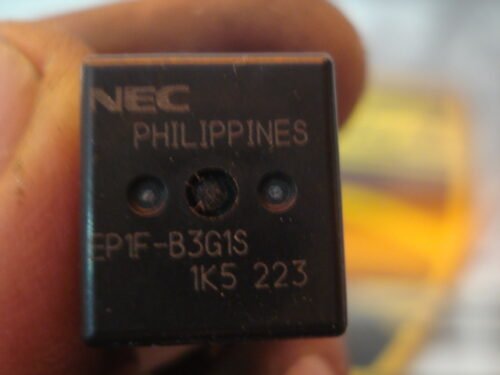 NEC
PHILIPPINES
EP1F-B3G1S
1K5 223